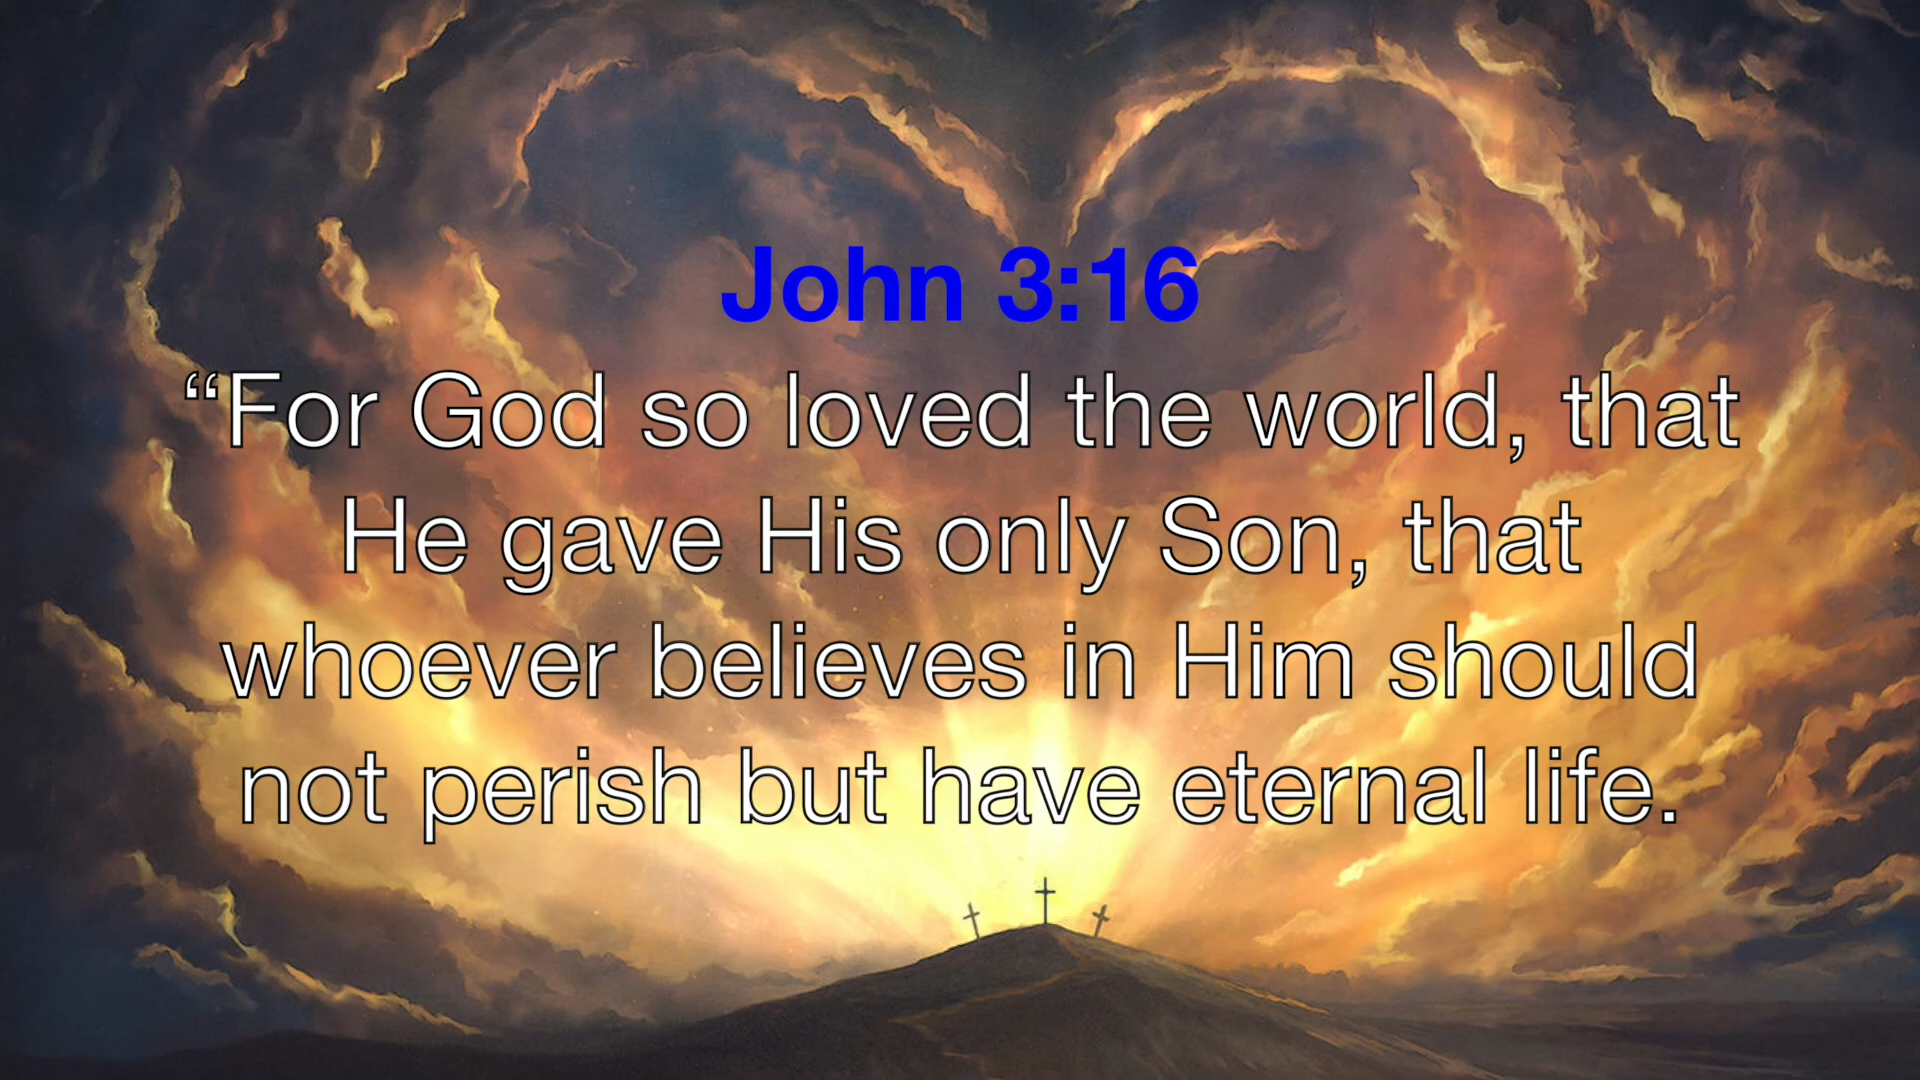 John 3:16
“For God so loved the world, that
He gave His only Son, that
whoever believes in Him should
not perish but have eternal life.